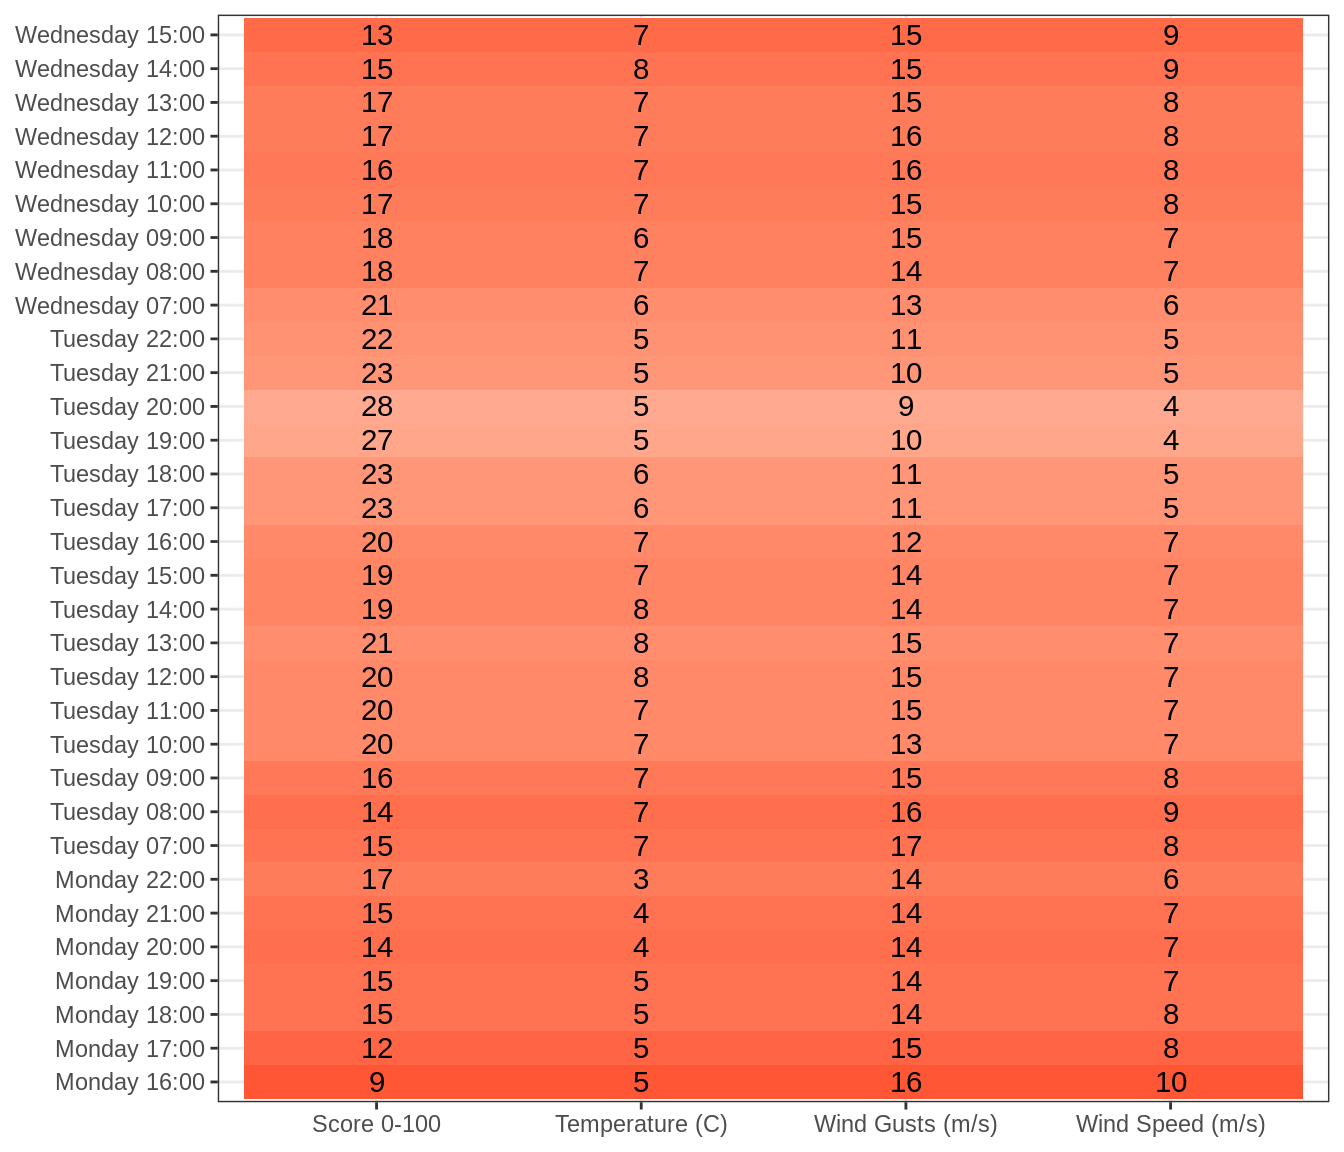 Wednesday 15:00 13 7 15 9
Wednesday 14:00 15 8 15 9
Wednesday 13:00 17 7 15 8
Wednesday 12:00 17 7 16 8
Wednesday 11:00 16 7 16 8
Wednesday 10:00 17 7 15 8
Wednesday 09:00 18 6 15 7
Wednesday 08:00 18 7 14 7
Wednesday 07:00 21 6 13 6
Tuesday 22:00 22 5 11 5
Tuesday 21:00 23 5 10 5
Tuesday 20:00 28 5 9 4
Tuesday 19:00 27 5 10 4
Tuesday 18:00 23 6 11 5
Tuesday 17:00 23 6 11 5
Tuesday 16:00 20 7 12 7
Tuesday 15:00 19 7 14 7
Tuesday 14:00 19 8 14 7
Tuesday 13:00 21 8 15 7
Tuesday 12:00 20 8 15 7
Tuesday 11:00 20 7 15 7
Tuesday 10:00 20 7 13 7
Tuesday 09:00 16 7 15 8
Tuesday 08:00 14 7 16 9
Tuesday 07:00 15 7 17 8
Monday 22:00 17 3 14 6
Monday 21:00 15 4 14 7
Monday 20:00 14 4 14 7
Monday 19:00 15 5 14 7
Monday 18:00 15 5 14 8
Monday 17:00 12 5 15 8
Monday 16:00 9 5 16 10
Score 0-100 Temperature (C) Wind Gusts (m/s) Wind Speed (m/s)